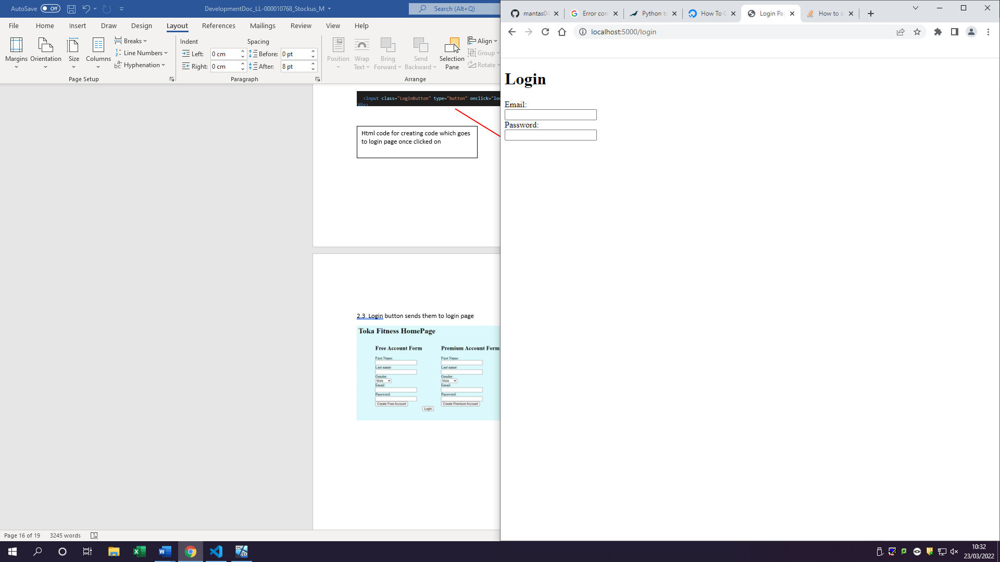 AutoSave Off DevelopmentDoc_LL-000010768_Stockus_M Search (Alt+Q)
File Home Insert Draw Design Layout References Mailings Review View Help
Margins Orientation Size Columns
Breaks
Line Numbers
Hyphenation
Page Setup
Indent Spacing
Left: 0 cm Before: 0 pt
Right: 0 cm After: 8 pt
Paragraph
Position
Wrap Text
Bring Forward
Send Backward
Selection Pane
Align
Group
Rotate
Arrange
<input class="LoginButton" type="button" onclick="loc
div>
Html code for creating code which goes
to login page once clicked on
2.3 Login button sends them to login page
Toka Fitness HomePage
Free Account Form Premium Account Form
First Name: First Name:
Last name: Last name:
Gender: Gender:
Male Male
Email: Email:
Password: Password:
Create Free Account Create Premium Account
Login
Page 16 of 19 3245 words
mantas04 Error con Python to How To C Login Pag How to c
localhost:5000/login
Login
Email:
Password:
10:32
23/03/2022